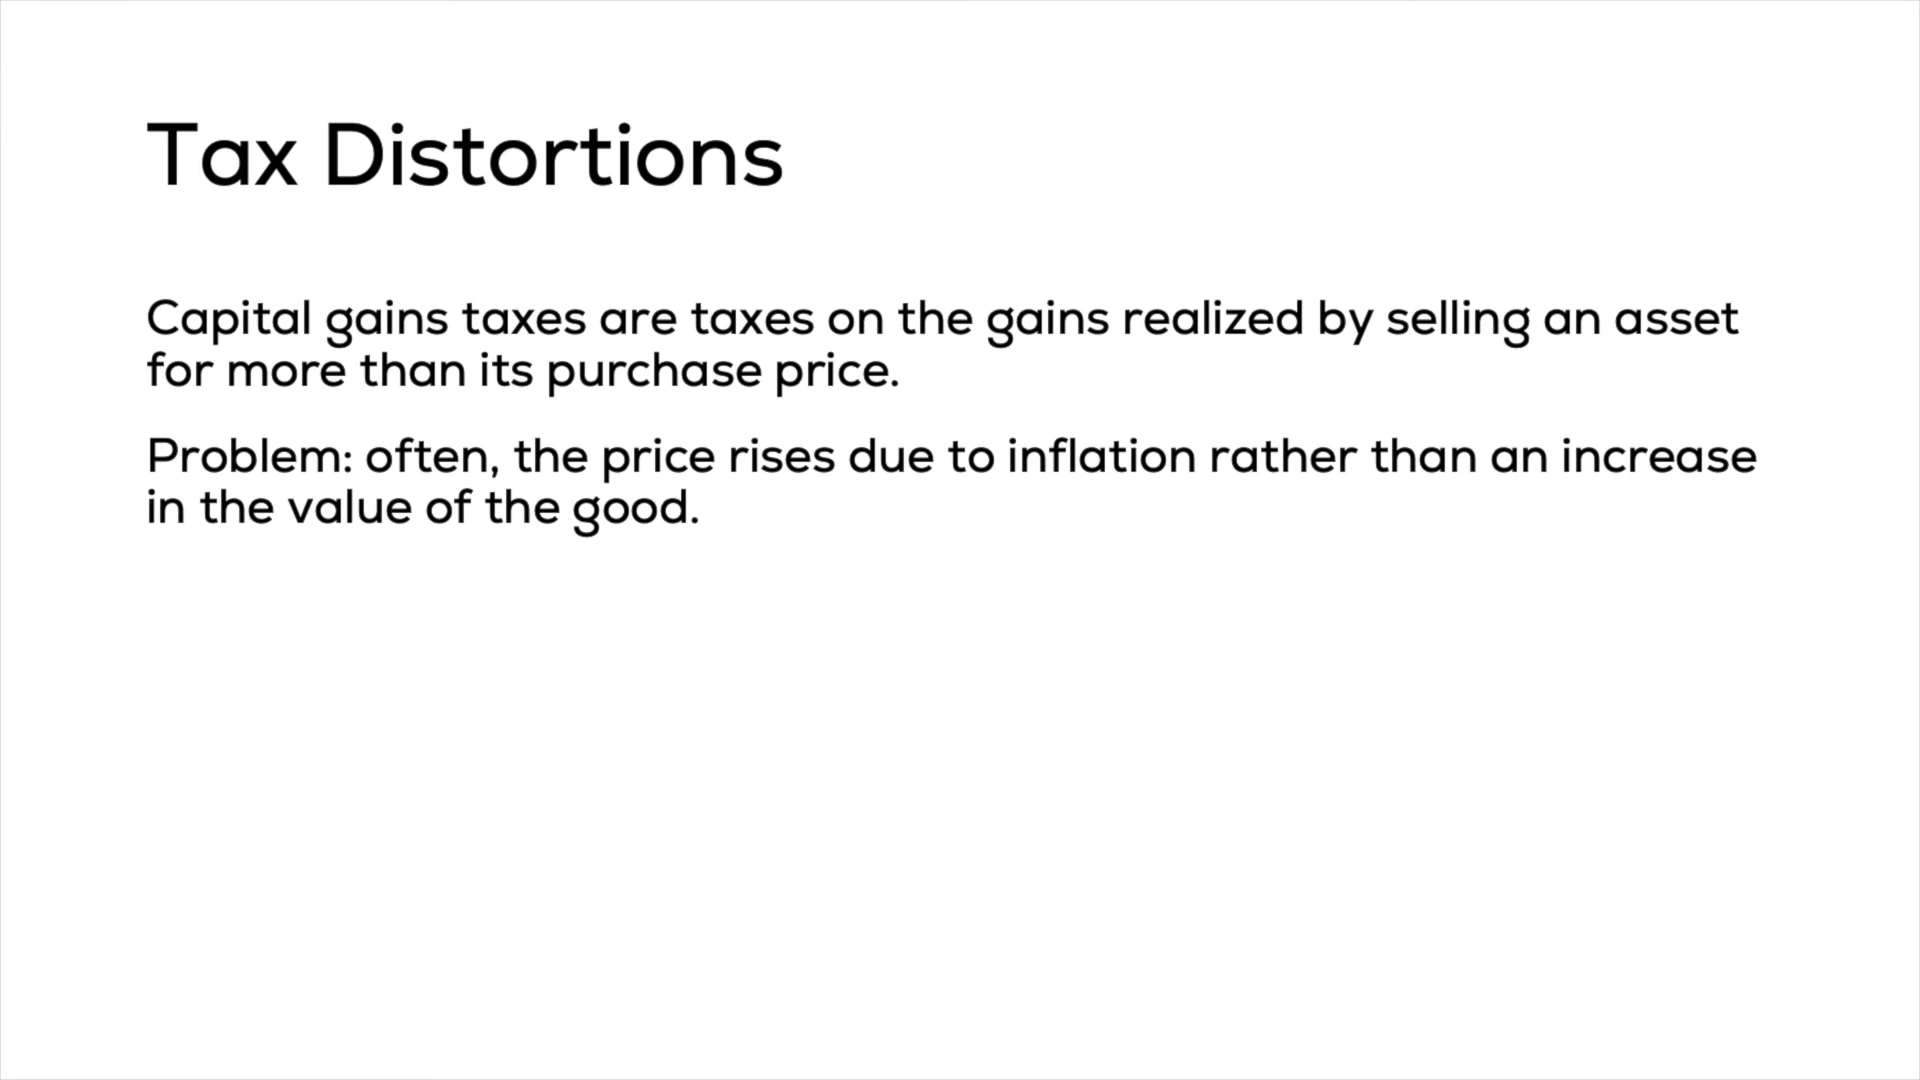 Tax Distortions
Capital gains taxes are taxes on the gains realized by selling an asset
for more than its purchase price.
Problem: often, the price rises due to inflation rather than an increase
in the value of the good.